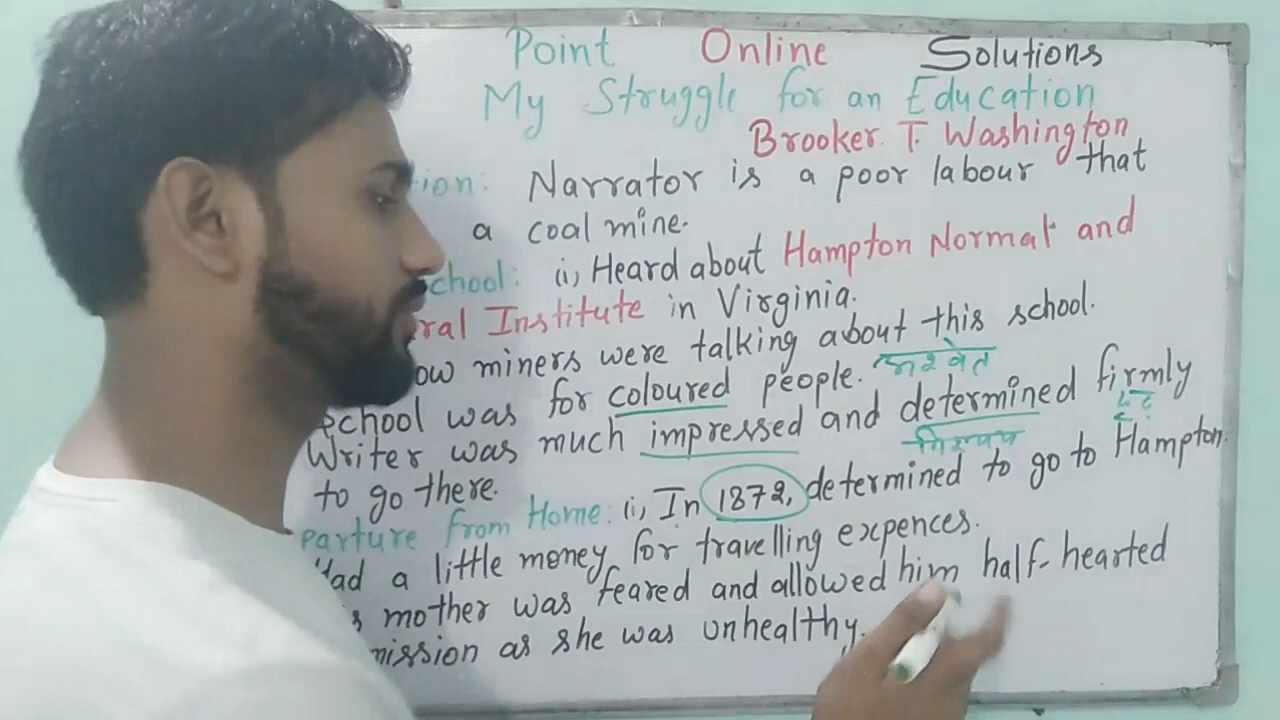 Point Online Solutions
My Struggle for an Education
Brooker. T. Washington
tion: Narrator is a poor labour that
a coal mine.
chool: (i) Heard about Hampton Normal and
ral Institute in Virginia.
ow miners were talking about this school.
School was for coloured people. अश्वेत
Writer was much impressed and determined firmly
निश्चय दृढ़
to go there.
parture from Home: (i) In 1872, determined to go to Hampton.
Had a little money for travelling expences.
s mother was feared and allowed him half-hearted
mission as she was unhealthy.